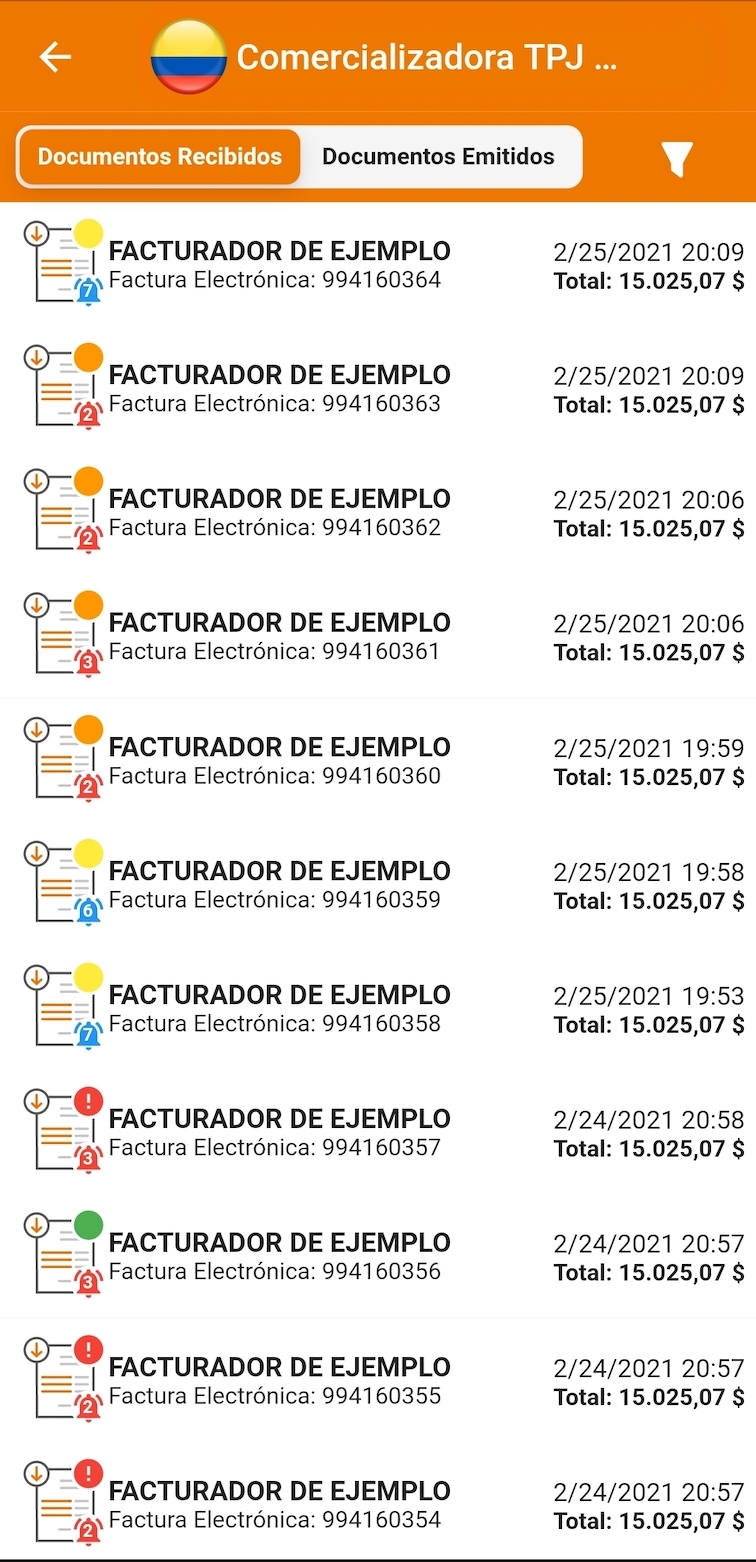 Comercializadora TPJ ...
Documentos Recibidos Documentos Emitidos
FACTURADOR DE EJEMPLO 2/25/2021 20:09
7 Factura Electrónica: 994160364 Total: 15.025,07 $
FACTURADOR DE EJEMPLO 2/25/2021 20:09
2 Factura Electrónica: 994160363 Total: 15.025,07 $
FACTURADOR DE EJEMPLO 2/25/2021 20:06
2 Factura Electrónica: 994160362 Total: 15.025,07 $
FACTURADOR DE EJEMPLO 2/25/2021 20:06
3 Factura Electrónica: 994160361 Total: 15.025,07 $
FACTURADOR DE EJEMPLO 2/25/2021 19:59
2 Factura Electrónica: 994160360 Total: 15.025,07 $
FACTURADOR DE EJEMPLO 2/25/2021 19:58
6 Factura Electrónica: 994160359 Total: 15.025,07 $
FACTURADOR DE EJEMPLO 2/25/2021 19:53
7 Factura Electrónica: 994160358 Total: 15.025,07 $
! FACTURADOR DE EJEMPLO 2/24/2021 20:58
3 Factura Electrónica: 994160357 Total: 15.025,07 $
FACTURADOR DE EJEMPLO 2/24/2021 20:57
3 Factura Electrónica: 994160356 Total: 15.025,07 $
! FACTURADOR DE EJEMPLO 2/24/2021 20:57
2 Factura Electrónica: 994160355 Total: 15.025,07 $
! FACTURADOR DE EJEMPLO 2/24/2021 20:57
2 Factura Electrónica: 994160354 Total: 15.025,07 $